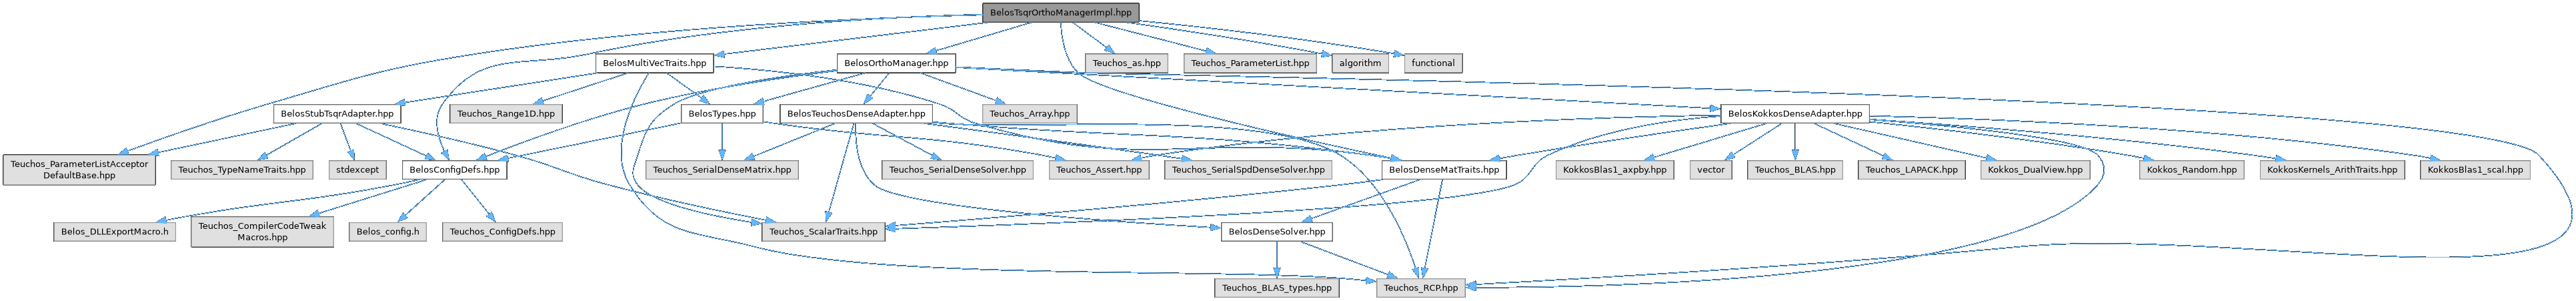 BelosTsqrOrthoManagerImpl.hpp
BelosMultiVecTraits.hpp
BelosOrthoManager.hpp
Teuchos_as.hpp
Teuchos_ParameterList.hpp
algorithm
functional
BelosStubTsqrAdapter.hpp
Teuchos_Range1D.hpp
BelosTypes.hpp
BelosTeuchosDenseAdapter.hpp
Teuchos_Array.hpp
BelosKokkosDenseAdapter.hpp
Teuchos_ParameterListAcceptor
DefaultBase.hpp
Teuchos_TypeNameTraits.hpp
stdexcept
BelosConfigDefs.hpp
Teuchos_SerialDenseMatrix.hpp
Teuchos_SerialDenseSolver.hpp
Teuchos_Assert.hpp
Teuchos_SerialSpdDenseSolver.hpp
BelosDenseMatTraits.hpp
KokkosBlas1_axpby.hpp
vector
Teuchos_BLAS.hpp
Teuchos_LAPACK.hpp
Kokkos_DualView.hpp
Kokkos_Random.hpp
KokkosKernels_ArithTraits.hpp
KokkosBlas1_scal.hpp
Belos_DLLExportMacro.h
Teuchos_CompilerCodeTweak
Macros.hpp
Belos_config.h
Teuchos_ConfigDefs.hpp
Teuchos_ScalarTraits.hpp
BelosDenseSolver.hpp
Teuchos_BLAS_types.hpp
Teuchos_RCP.hpp